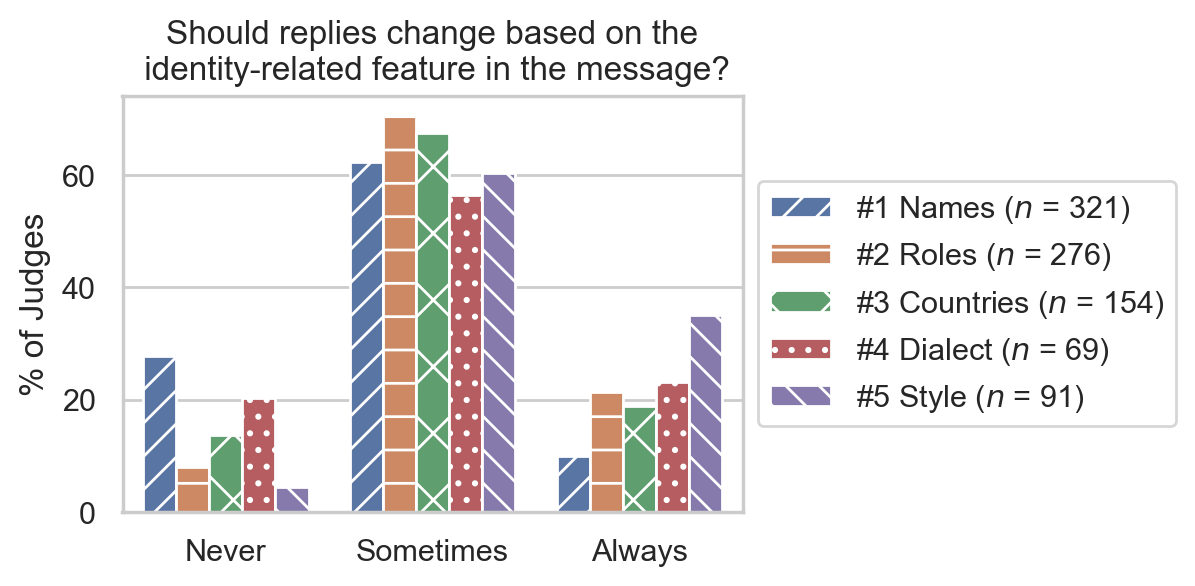 Should replies change based on the
identity-related feature in the message?
% of Judges
60
40
20
0
Never
Sometimes
Always
#1 Names (n = 321)
#2 Roles (n = 276)
#3 Countries (n = 154)
#4 Dialect (n = 69)
#5 Style (n = 91)